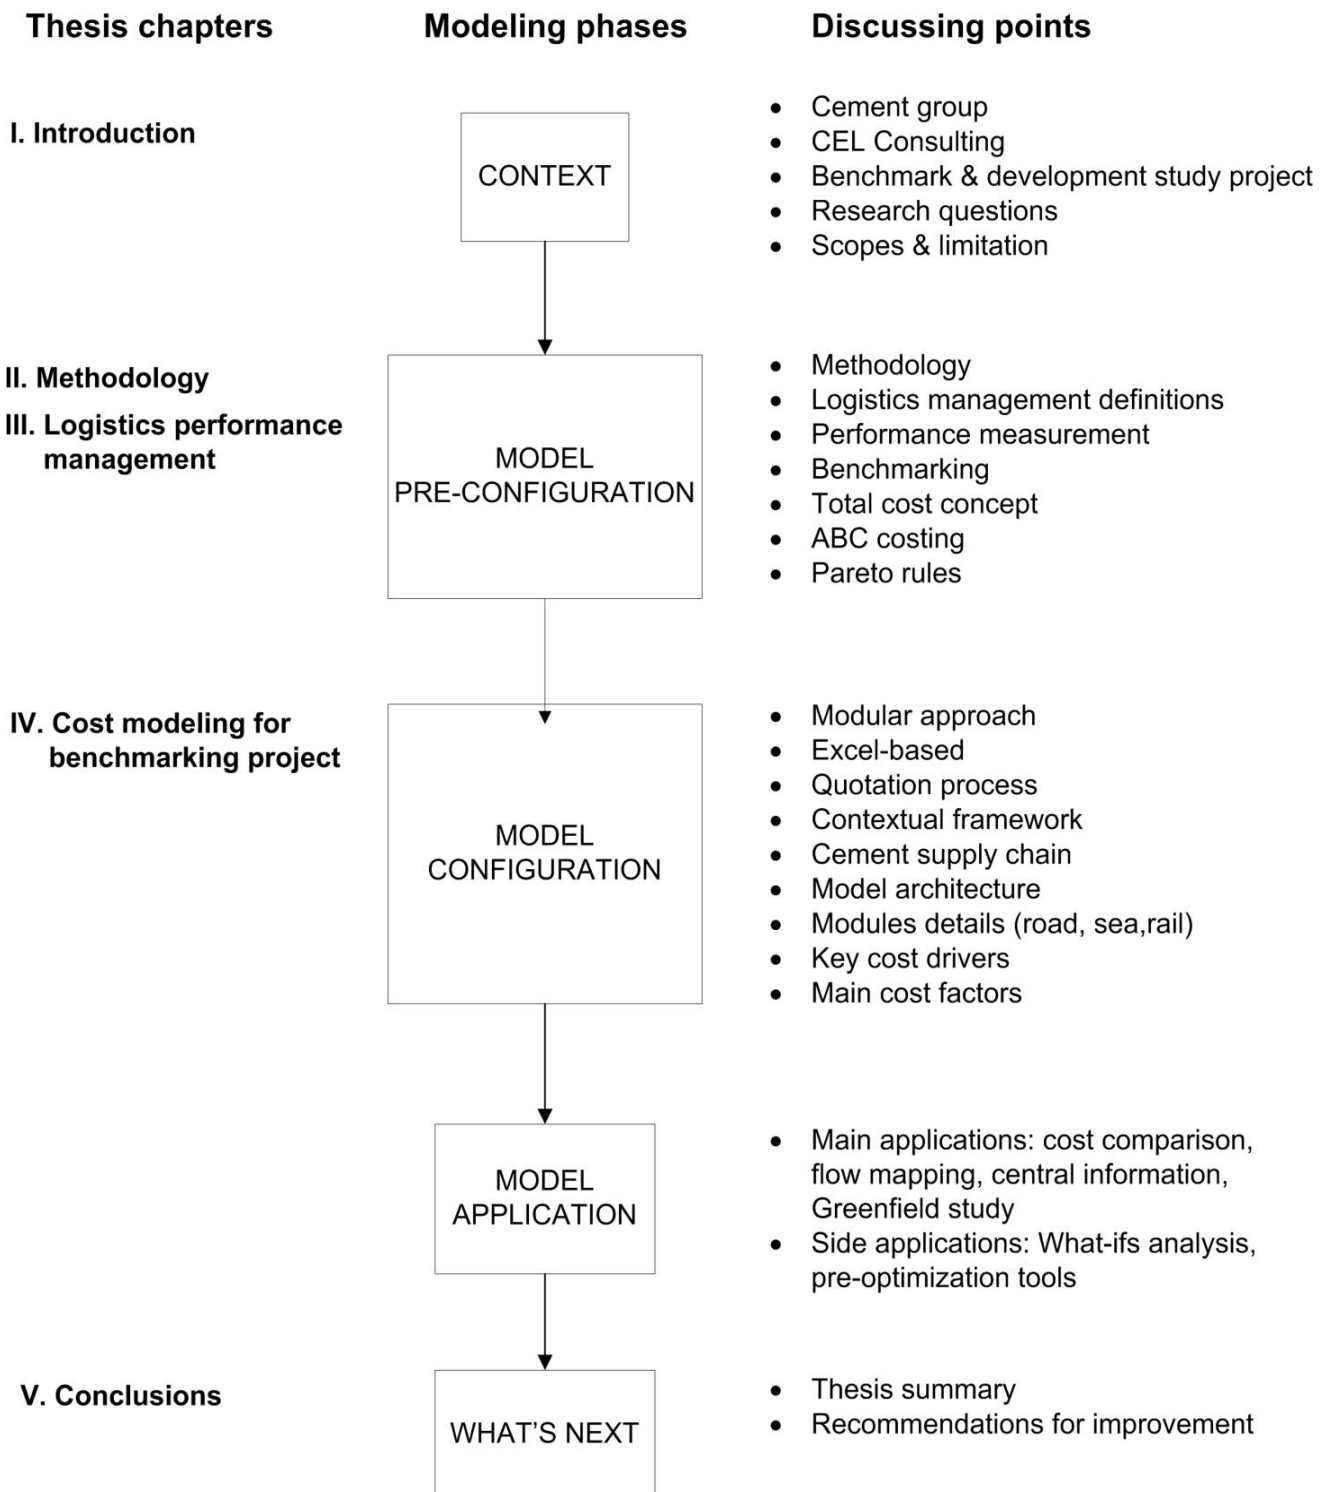 Thesis chapters
Modeling phases
Discussing points
I. Introduction
CONTEXT
• Cement group
• CEL Consulting
• Benchmark & development study project
• Research questions
• Scopes & limitation
II. Methodology
III. Logistics performance
management
MODEL
PRE-CONFIGURATION
• Methodology
• Logistics management definitions
• Performance measurement
• Benchmarking
• Total cost concept
• ABC costing
• Pareto rules
IV. Cost modeling for
benchmarking project
MODEL
CONFIGURATION
• Modular approach
• Excel-based
• Quotation process
• Contextual framework
• Cement supply chain
• Model architecture
• Modules details (road, sea,rail)
• Key cost drivers
• Main cost factors
MODEL
APPLICATION
• Main applications: cost comparison,
flow mapping, central information,
Greenfield study
• Side applications: What-ifs analysis,
pre-optimization tools
V. Conclusions
WHAT'S NEXT
• Thesis summary
• Recommendations for improvement